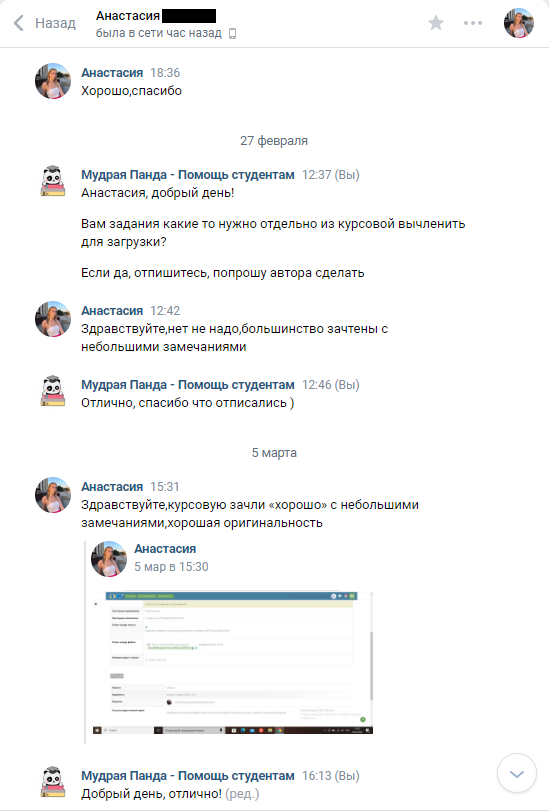 Назад
Анастасия
была в сети час назад
Анастасия 18:36
Хорошо,спасибо
27 февраля
Мудрая Панда - Помощь студентам 12:37 (Вы)
Анастасия, добрый день!
Вам задания какие то нужно отдельно из курсовой вычленить
для загрузки?
Если да, отпишитесь, попрошу автора сделать
Анастасия 12:42
Здравствуйте,нет не надо,большинство зачтены с
небольшими замечаниями
Мудрая Панда - Помощь студентам 12:46 (Вы)
Отлично, спасибо что отписались )
5 марта
Анастасия 15:31
Здравствуйте,курсовую зачли «хорошо» с небольшими
замечаниями,хорошая оригинальность
Анастасия
5 мар в 15:30
Мудрая Панда - Помощь студентам 16:13 (Вы)
Добрый день, отлично! (ред.)